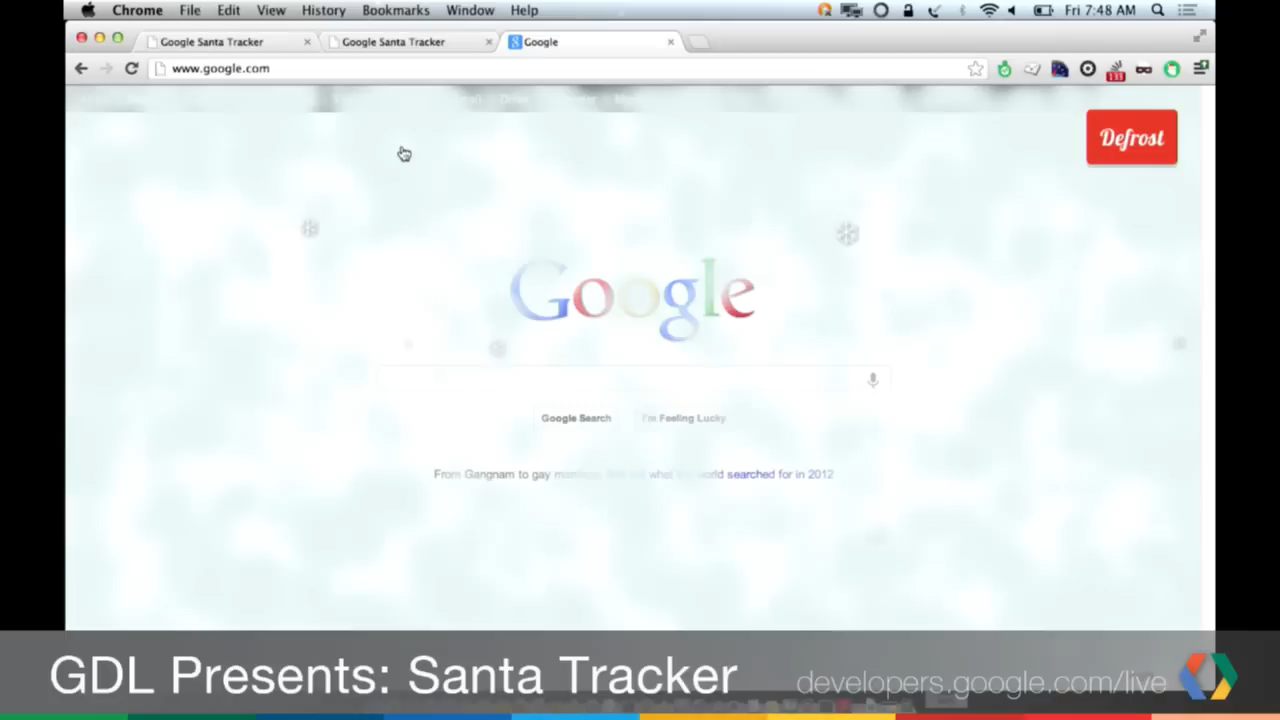 Chrome File Edit View History Bookmarks Window Help Fri 7:48 AM
Google Santa Tracker Google Santa Tracker Google
www.google.com
133
Defrost
Google
Google Search I'm Feeling Lucky
From Gangnam to gay what searched for in 2012
GDL Presents: Santa Tracker developers.google.com/live